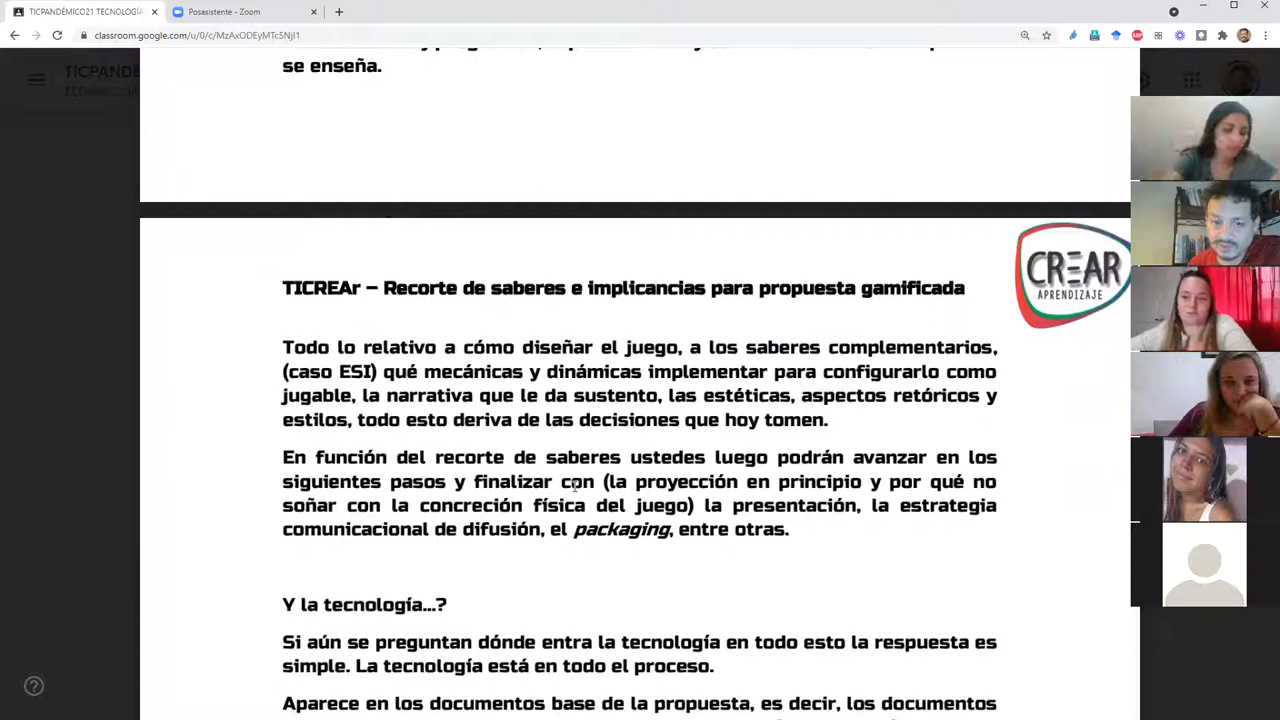 TICPANDÉMICO21 TECNOLOGÍA
Posasistente - Zoom
classroom.google.com/u/0/c/MzAxODEyMTc5NjI1
TICPANDÉ
se enseña.
CREAR
APRENDIZAJE
TICREAr – Recorte de saberes e implicancias para propuesta gamificada
Todo lo relativo a cómo diseñar el juego, a los saberes complementarios,
(caso ESI) qué mecánicas y dinámicas implementar para configurarlo como
jugable, la narrativa que le da sustento, las estéticas, aspectos retóricos y
estilos, todo esto deriva de las decisiones que hoy tomen.
En función del recorte de saberes ustedes luego podrán avanzar en los
siguientes pasos y finalizar con (la proyección en principio y por qué no
soñar con la concreción física del juego) la presentación, la estrategia
comunicacional de difusión, el packaging, entre otras.
Y la tecnología...?
Si aún se preguntan dónde entra la tecnología en todo esto la respuesta es
simple. La tecnología está en todo el proceso.
Aparece en los documentos base de la propuesta, es decir, los documentos